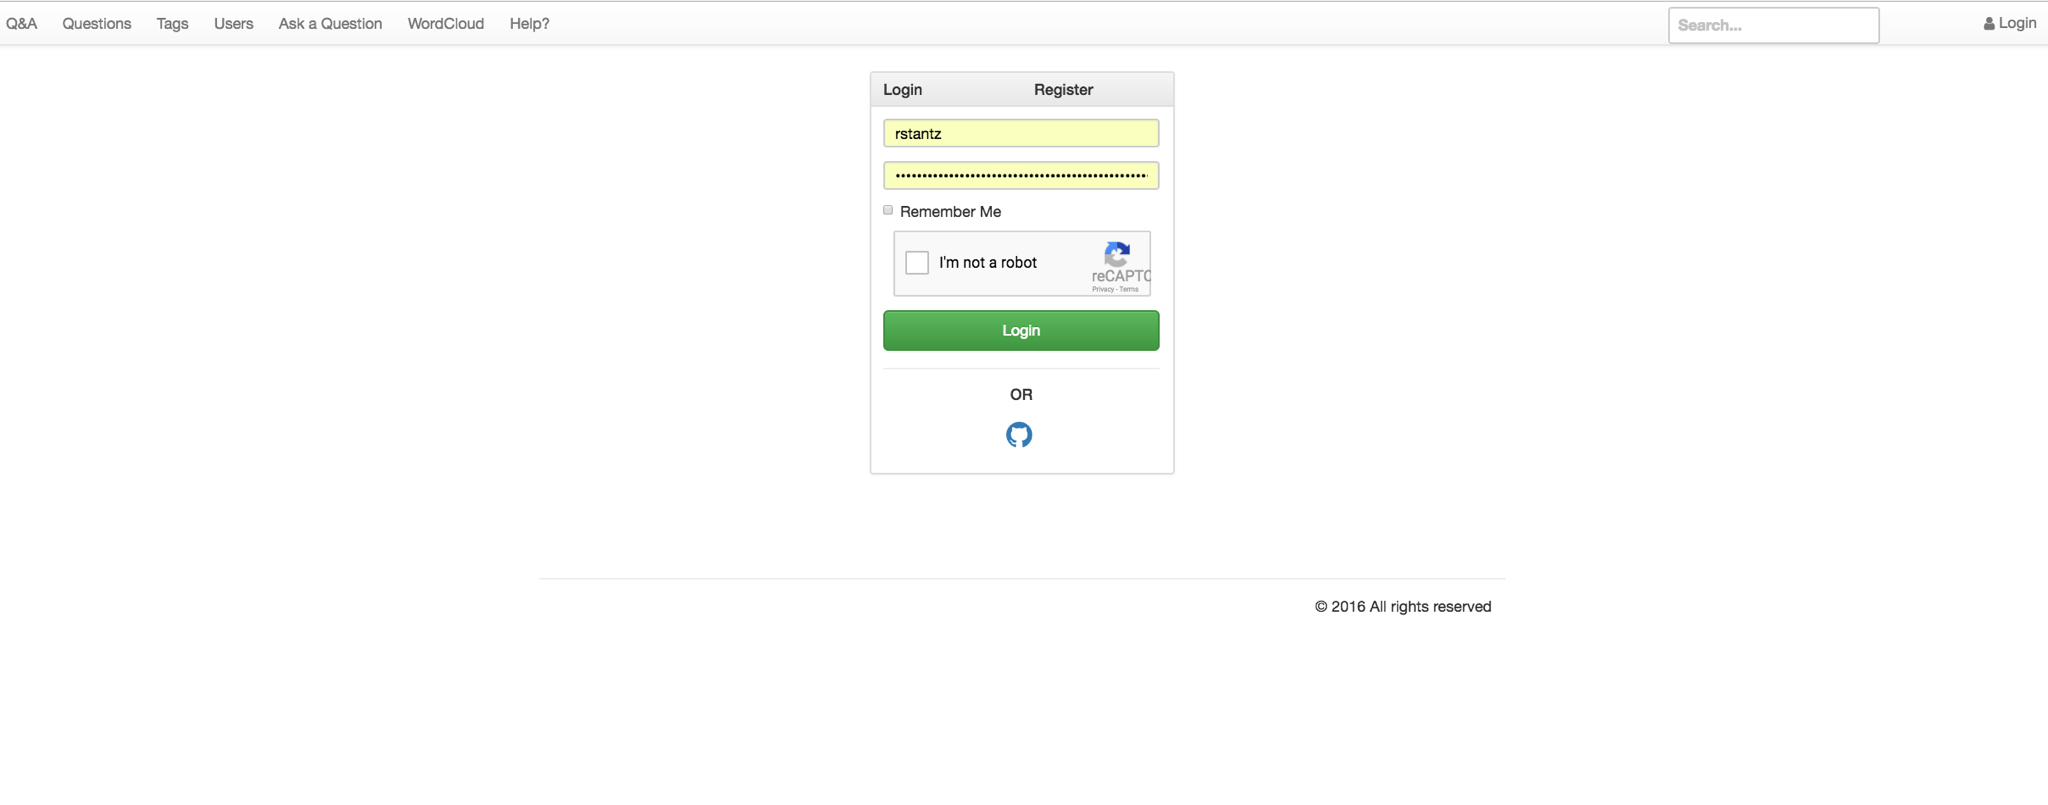 Q&A Questions Tags Users Ask a Question WordCloud Help? Search... Login
Login Register
rstantz
Remember Me
I'm not a robot
reCAPTC
Privacy - Terms
Login
OR
© 2016 All rights reserved